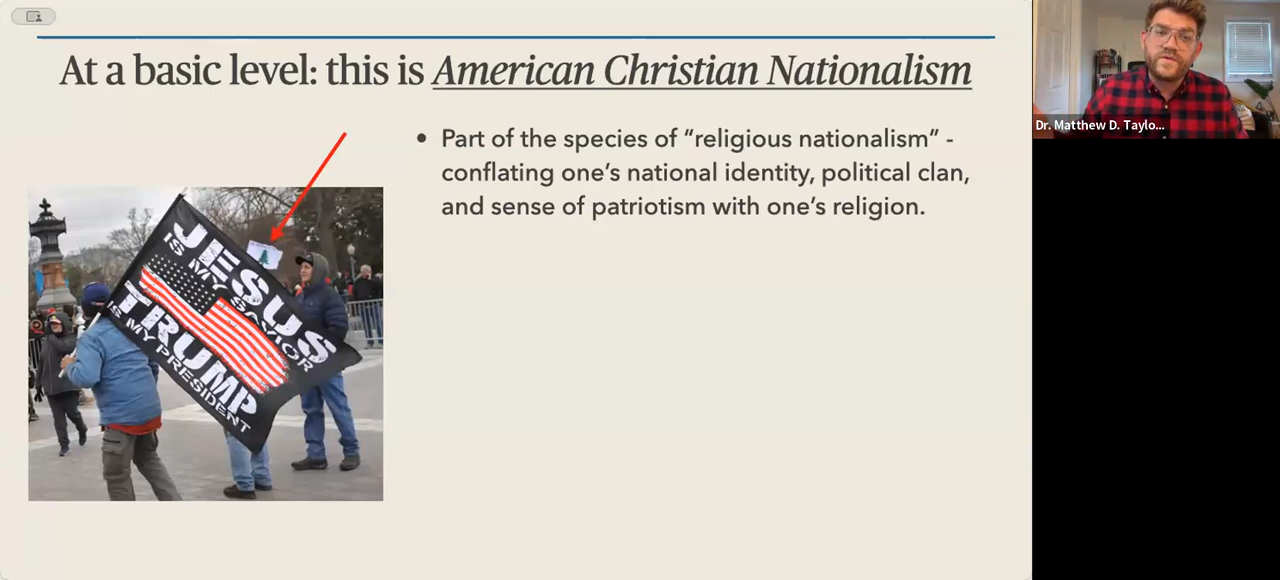 At a basic level: this is American Christian Nationalism
• Part of the species of “religious nationalism” -
conflating one’s national identity, political clan,
and sense of patriotism with one’s religion.
JESUS
IS MY SAVIOR
TRUMP
IS MY PRESIDENT
Dr. Matthew D. Taylo...